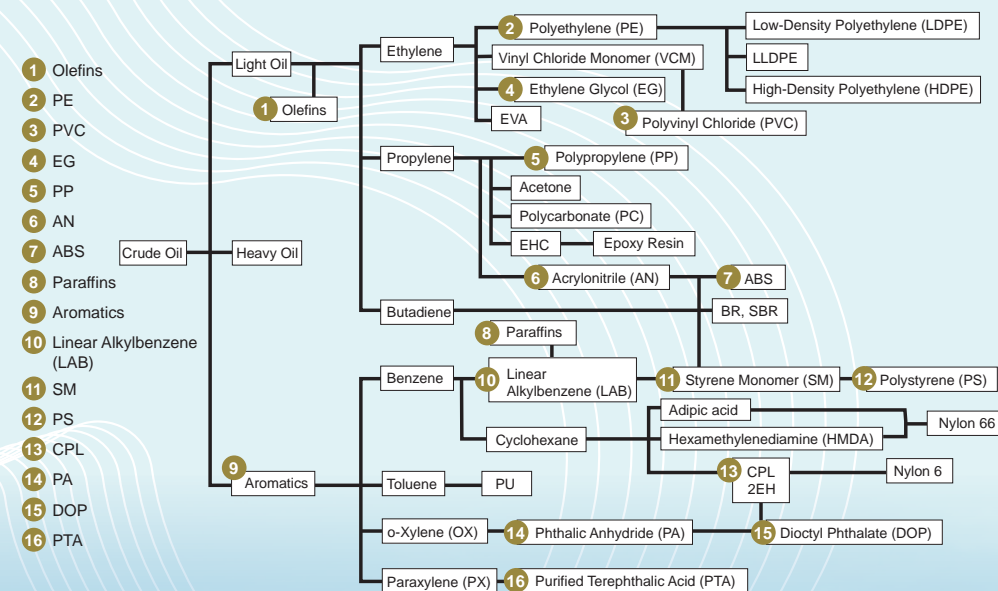 1 Olefins
2 PE
3 PVC
4 EG
5 PP
6 AN
7 ABS
8 Paraffins
9 Aromatics
10 Linear Alkylbenzene
(LAB)
11 SM
12 PS
13 CPL
14 PA
15 DOP
16 PTA
Crude Oil
Light Oil
1 Olefins
Heavy Oil
9 Aromatics
Ethylene
2 Polyethylene (PE)
Low-Density Polyethylene (LDPE)
LLDPE
High-Density Polyethylene (HDPE)
Vinyl Chloride Monomer (VCM)
3 Polyvinyl Chloride (PVC)
4 Ethylene Glycol (EG)
EVA
Propylene
5 Polypropylene (PP)
Acetone
Polycarbonate (PC)
EHC
Epoxy Resin
6 Acrylonitrile (AN)
7 ABS
Butadiene
BR, SBR
8 Paraffins
Benzene
10 Linear
Alkylbenzene (LAB)
11 Styrene Monomer (SM)
12 Polystyrene (PS)
Cyclohexane
Adipic acid
Hexamethylenediamine (HMDA)
Nylon 66
13 CPL
2EH
Nylon 6
Toluene
PU
o-Xylene (OX)
14 Phthalic Anhydride (PA)
15 Dioctyl Phthalate (DOP)
Paraxylene (PX)
16 Purified Terephthalic Acid (PTA)